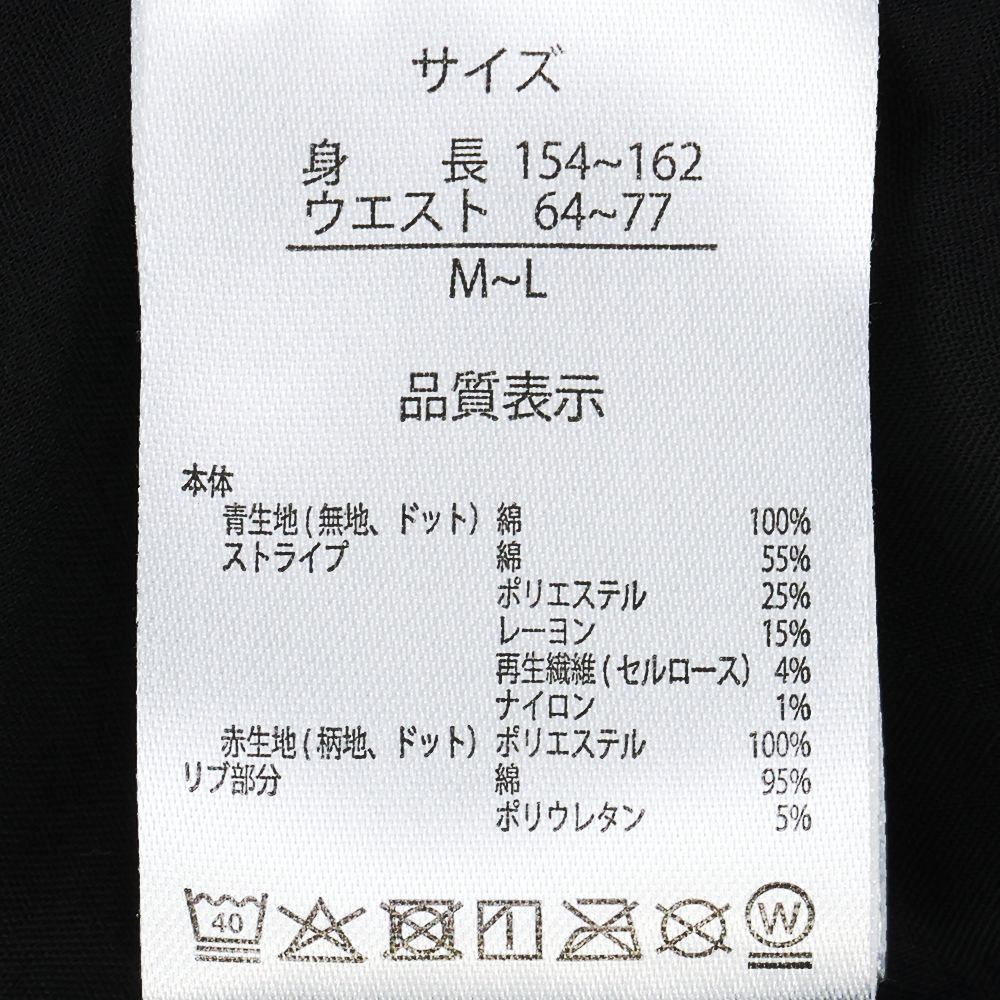 サイズ
身　　長 154~162
ウエスト 64~77
M~L
品質表示
本体
青生地(無地、ドット) 綿 100%
ストライプ 綿 55%
ポリエステル 25%
レーヨン 15%
再生繊維(セルロース) 4%
ナイロン 1%
赤生地(柄地、ドット) ポリエステル 100%
リブ部分 綿 95%
ポリウレタン 5%
40 W